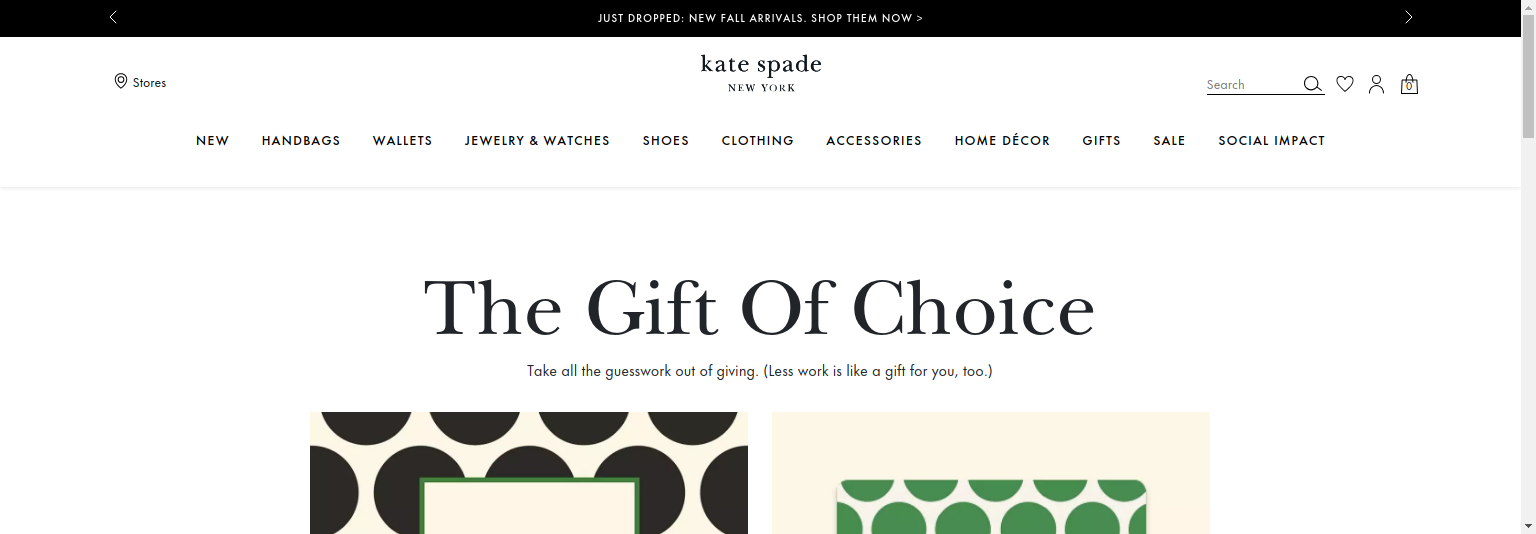 JUST DROPPED: NEW FALL ARRIVALS. SHOP THEM NOW >
Stores
kate spade
NEW YORK
Search
0
NEW HANDBAGS WALLETS JEWELRY & WATCHES SHOES CLOTHING ACCESSORIES HOME DÉCOR GIFTS SALE SOCIAL IMPACT
The Gift Of Choice
Take all the guesswork out of giving. (Less work is like a gift for you, too.)